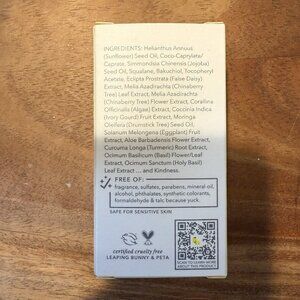 INGREDIENTS: Helianthus Annuus
(Sunflower) Seed Oil, Coco-Caprylate/
Caprate, Simmondsia Chinensis (Jojoba)
Seed Oil, Squalane, Bakuchiol, Tocopheryl
Acetate, Eclipta Prostrata (False Daisy)
Extract, Melia Azadirachta (Chinaberry
Tree) Leaf Extract, Melia Azadirachta
(Chinaberry Tree) Flower Extract, Corallina
Officinalis (Algae) Extract, Coccinia Indica
(Ivory Gourd) Fruit Extract, Moringa
Oleifera (Drumstick Tree) Seed Oil,
Solanum Melongena (Eggplant) Fruit
Extract, Aloe Barbadensis Flower Extract,
Curcuma Longa (Turmeric) Root Extract,
Ocimum Basilicum (Basil) Flower/Leaf
Extract, Ocimum Sanctum (Holy Basil)
Leaf Extract ... and Kindness.
FREE OF:
fragrance, sulfates, parabens, mineral oil,
alcohol, phthalates, synthetic colorants,
formaldehyde & talc because yuck.
SAFE FOR SENSITIVE SKIN
certified cruelty free
LEAPING BUNNY & PETA
SCAN TO LEARN MORE
ABOUT THIS PRODUCT